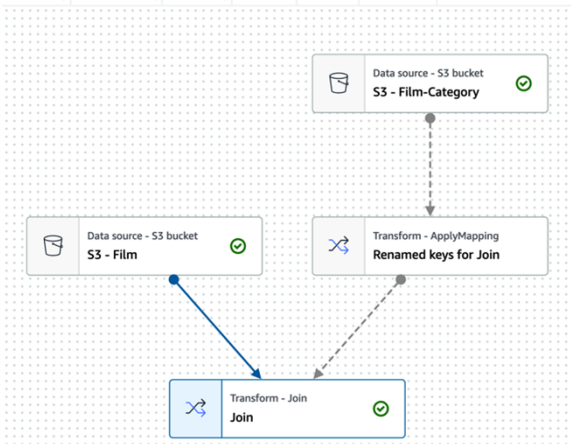 Data source - S3 bucket
S3 - Film-Category
Data source - S3 bucket
S3 - Film
Transform - ApplyMapping
Renamed keys for Join
Transform - Join
Join